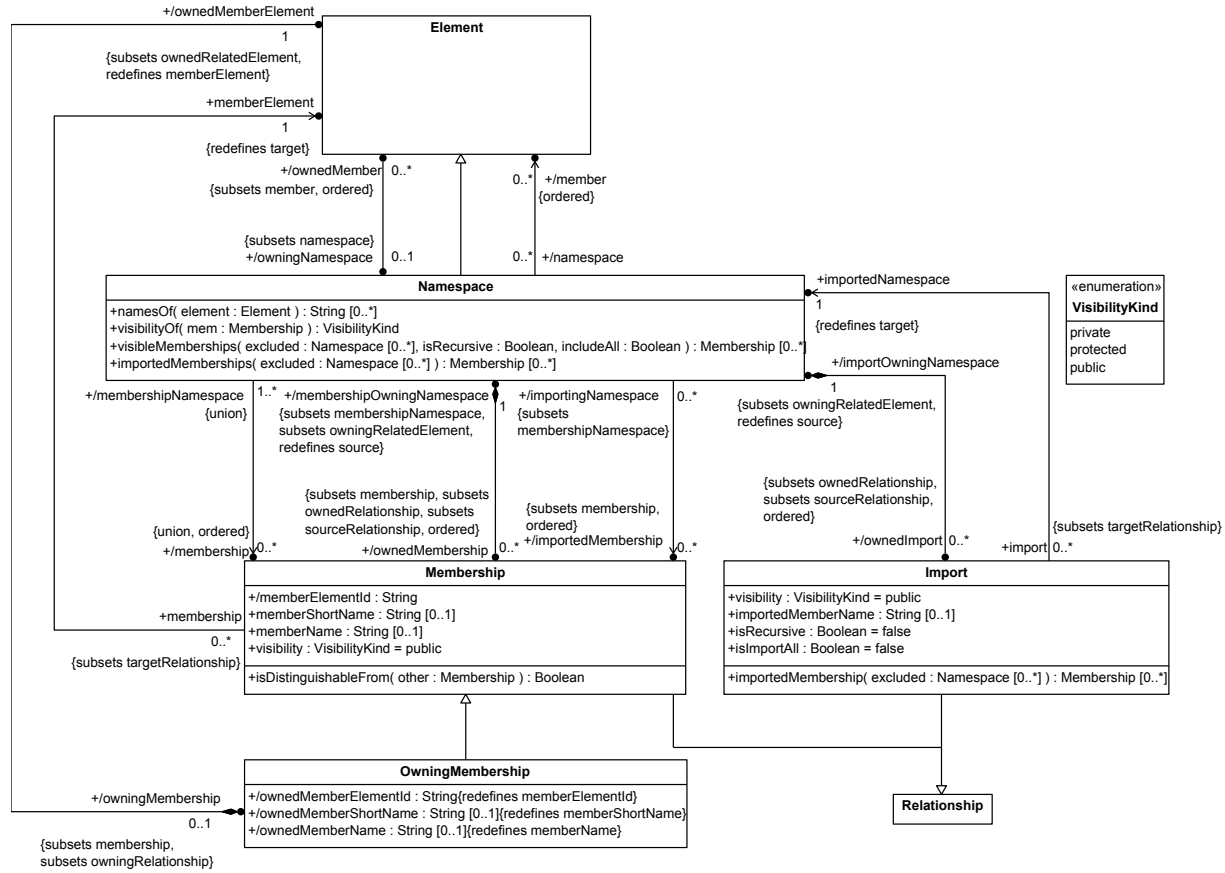 +/ownedMemberElement
1
{subsets ownedRelatedElement,
redefines memberElement}
Element
+memberElement
1
{redefines target}
+/ownedMember
0..*
{subsets member, ordered}
0..*
+/member
{ordered}
{subsets namespace}
+/owningNamespace
0..1
0..*
+/namespace
Namespace
+namesOf( element : Element ) : String [0..*]
+visibilityOf( mem : Membership ) : VisibilityKind
+visibleMemberships( excluded : Namespace [0..*], isRecursive : Boolean, includeAll : Boolean ) : Membership [0..*]
+importedMemberships( excluded : Namespace [0..*] ) : Membership [0..*]
+importedNamespace
1
{redefines target}
«enumeration»
VisibilityKind
private
protected
public
+/importOwningNamespace
1
{subsets owningRelatedElement,
redefines source}
+/membershipNamespace
1..*
{union}
+/membershipOwningNamespace
1
{subsets membershipNamespace,
subsets owningRelatedElement,
redefines source}
+/importingNamespace
0..*
{subsets
membershipNamespace}
{union, ordered}
+/membership
0..*
{subsets membership, subsets
ownedRelationship, subsets
sourceRelationship, ordered}
+/ownedMembership
0..*
{subsets membership,
ordered}
+/importedMembership
0..*
{subsets ownedRelationship,
subsets sourceRelationship,
ordered}
+/ownedImport
0..*
{subsets targetRelationship}
+import
0..*
Membership
+/memberElementId : String
+memberShortName : String [0..1]
+memberName : String [0..1]
+visibility : VisibilityKind = public
+isDistinguishableFrom( other : Membership ) : Boolean
+membership
0..*
{subsets targetRelationship}
Import
+visibility : VisibilityKind = public
+importedMemberName : String [0..1]
+isRecursive : Boolean = false
+isImportAll : Boolean = false
+importedMembership( excluded : Namespace [0..*] ) : Membership [0..*]
OwningMembership
+/ownedMemberElementId : String{redefines memberElementId}
+/ownedMemberShortName : String [0..1]{redefines memberShortName}
+/ownedMemberName : String [0..1]{redefines memberName}
+/owningMembership
0..1
{subsets membership,
subsets owningRelationship}
Relationship